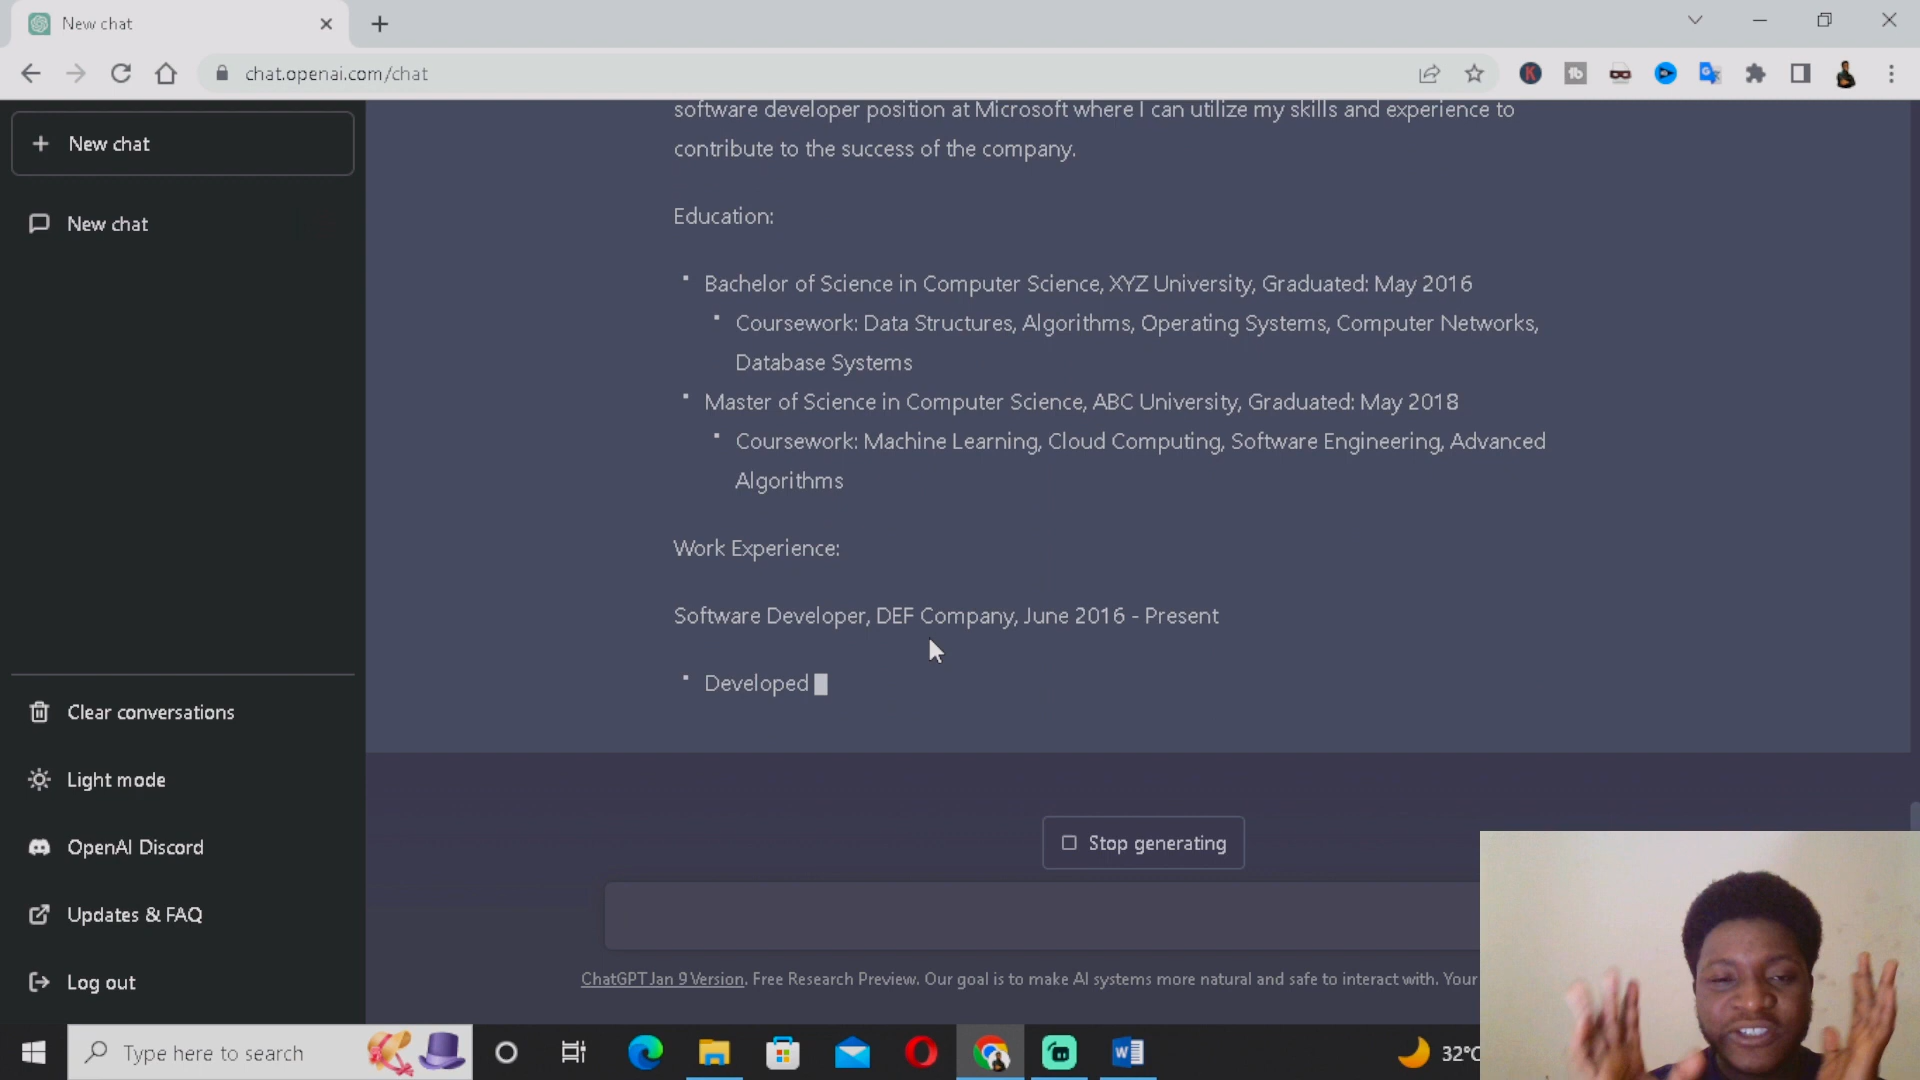 New chat
chat.openai.com/chat
New chat
New chat
Clear conversations
Light mode
OpenAI Discord
Updates & FAQ
Log out
software developer position at Microsoft where I can utilize my skills and experience to
contribute to the success of the company.
Education:
Bachelor of Science in Computer Science, XYZ University, Graduated: May 2016
Coursework: Data Structures, Algorithms, Operating Systems, Computer Networks,
Database Systems
Master of Science in Computer Science, ABC University, Graduated: May 2018
Coursework: Machine Learning, Cloud Computing, Software Engineering, Advanced
Algorithms
Work Experience:
Software Developer, DEF Company, June 2016 - Present
Developed
Stop generating
ChatGPT Jan 9 Version. Free Research Preview. Our goal is to make AI systems more natural and safe to interact with. Your
Type here to search
32°C